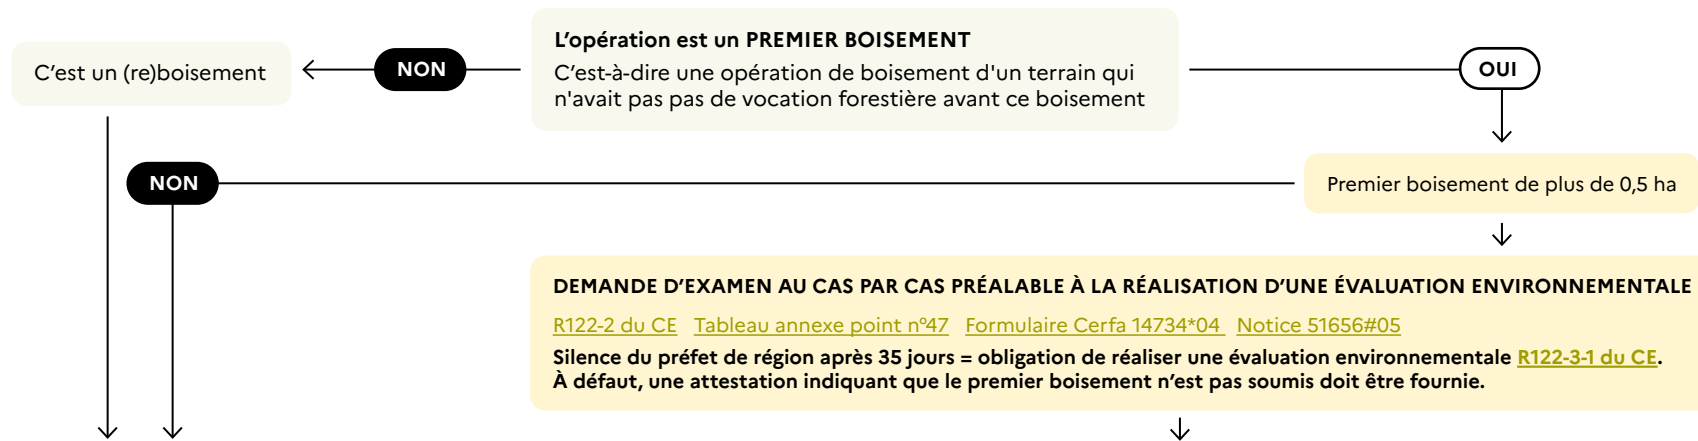 L'opération est un PREMIER BOISEMENT
C'est-à-dire une opération de boisement d'un terrain qui
n'avait pas pas de vocation forestière avant ce boisement
C'est un (re)boisement
NON
OUI
NON
Premier boisement de plus de 0,5 ha
DEMANDE D'EXAMEN AU CAS PAR CAS PRÉALABLE À LA RÉALISATION D'UNE ÉVALUATION ENVIRONNEMENTALE
R122-2 du CE Tableau annexe point n°47 Formulaire Cerfa 14734*04 Notice 51656#05
Silence du préfet de région après 35 jours = obligation de réaliser une évaluation environnementale R122-3-1 du CE.
À défaut, une attestation indiquant que le premier boisement n'est pas soumis doit être fournie.